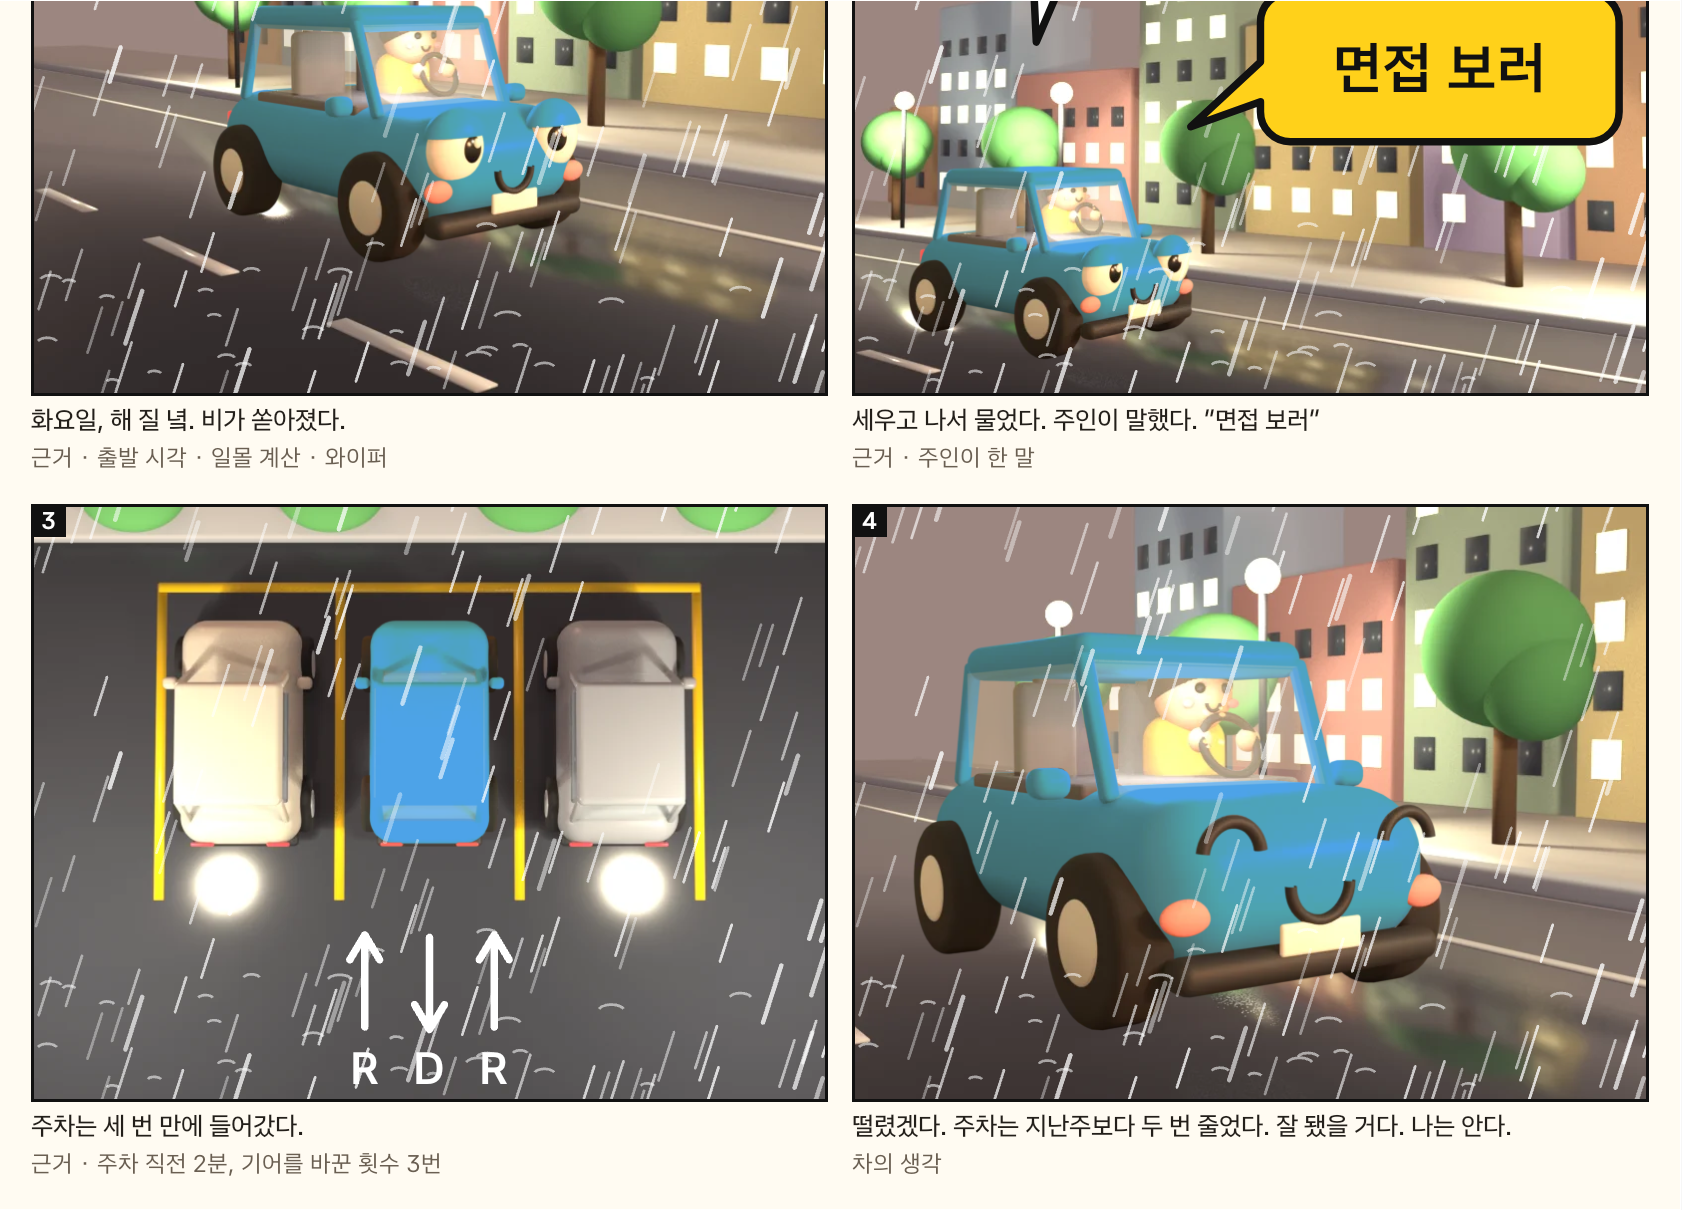 면접 보러
화요일, 해 질 녘. 비가 쏟아졌다.
근거 · 출발 시각 · 일몰 계산 · 와이퍼
세우고 나서 물었다. 주인이 말했다. "면접 보러"
근거 · 주인이 한 말
3
R D R
주차는 세 번 만에 들어갔다.
근거 · 주차 직전 2분, 기어를 바꾼 횟수 3번
4
떨렸겠다. 주차는 지난주보다 두 번 줄었다. 잘 됐을 거다. 나는 안다.
차의 생각